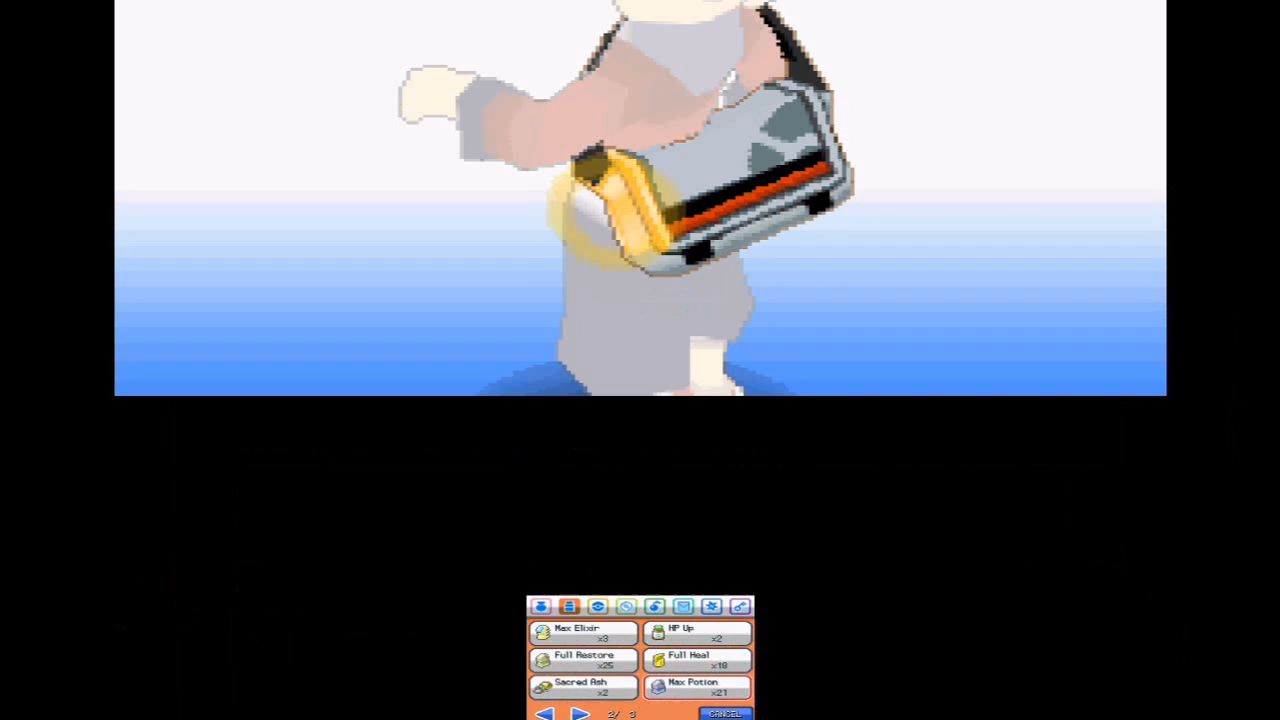 Max Elixir
x3
HP Up
x2
Full Restore
x25
Full Heal
x18
Sacred Ash
x2
Max Potion
x21
2/ 3
CANCEL